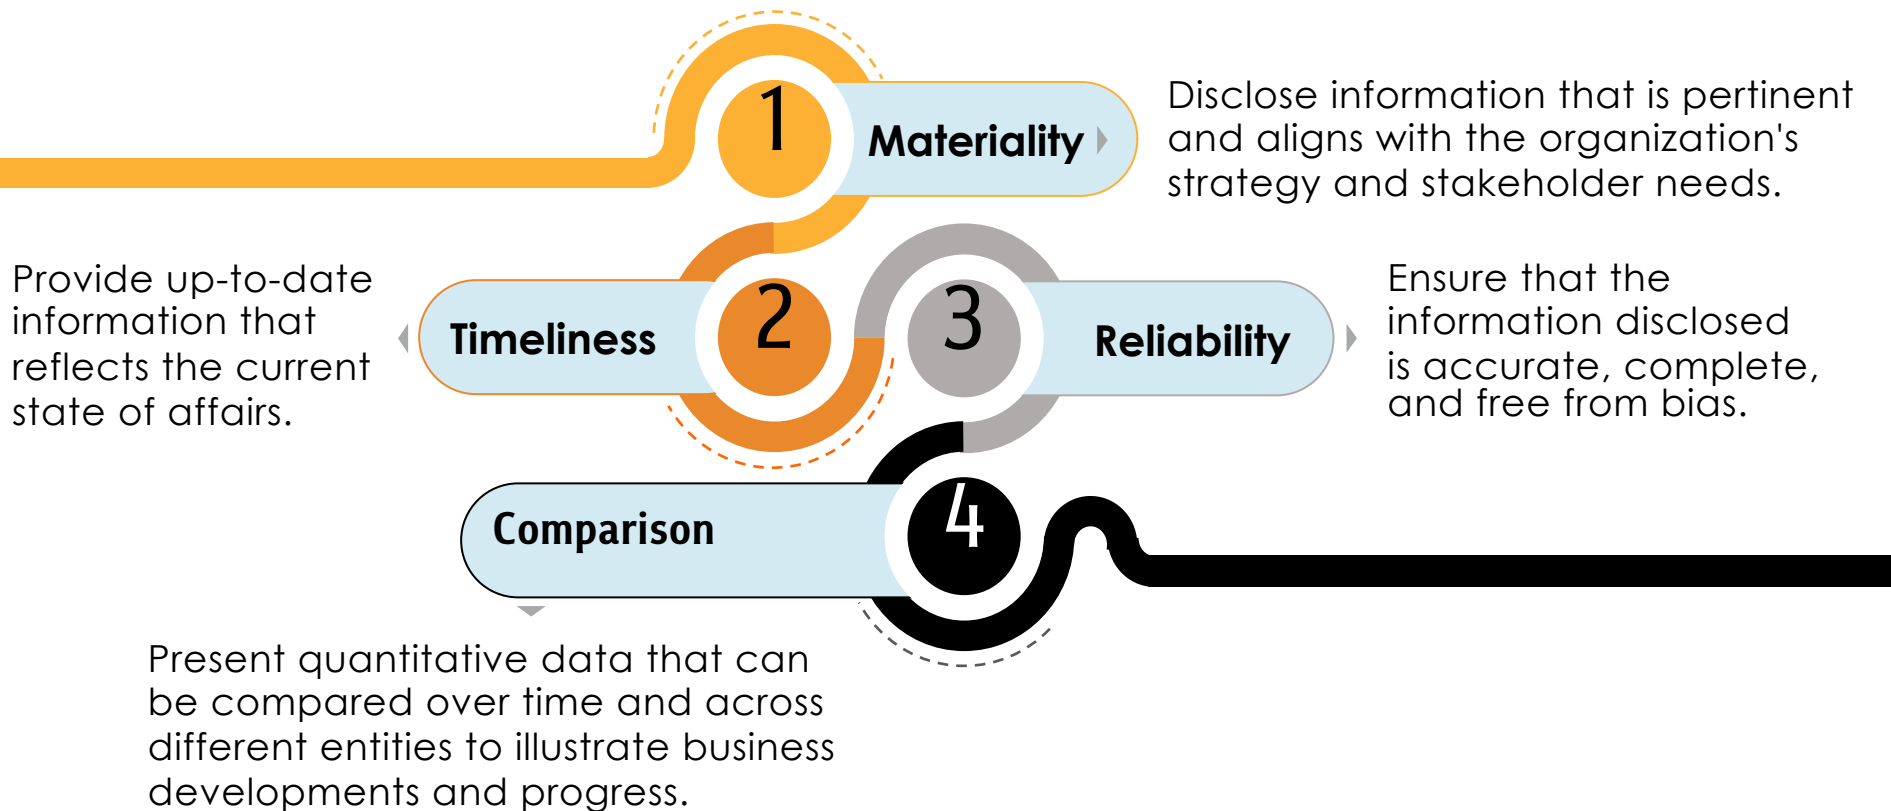 1
Materiality
Disclose information that is pertinent
and aligns with the organization's
strategy and stakeholder needs.
2
Timeliness
Provide up-to-date
information that
reflects the current
state of affairs.
3
Reliability
Ensure that the
information disclosed
is accurate, complete,
and free from bias.
4
Comparison
Present quantitative data that can
be compared over time and across
different entities to illustrate business
developments and progress.